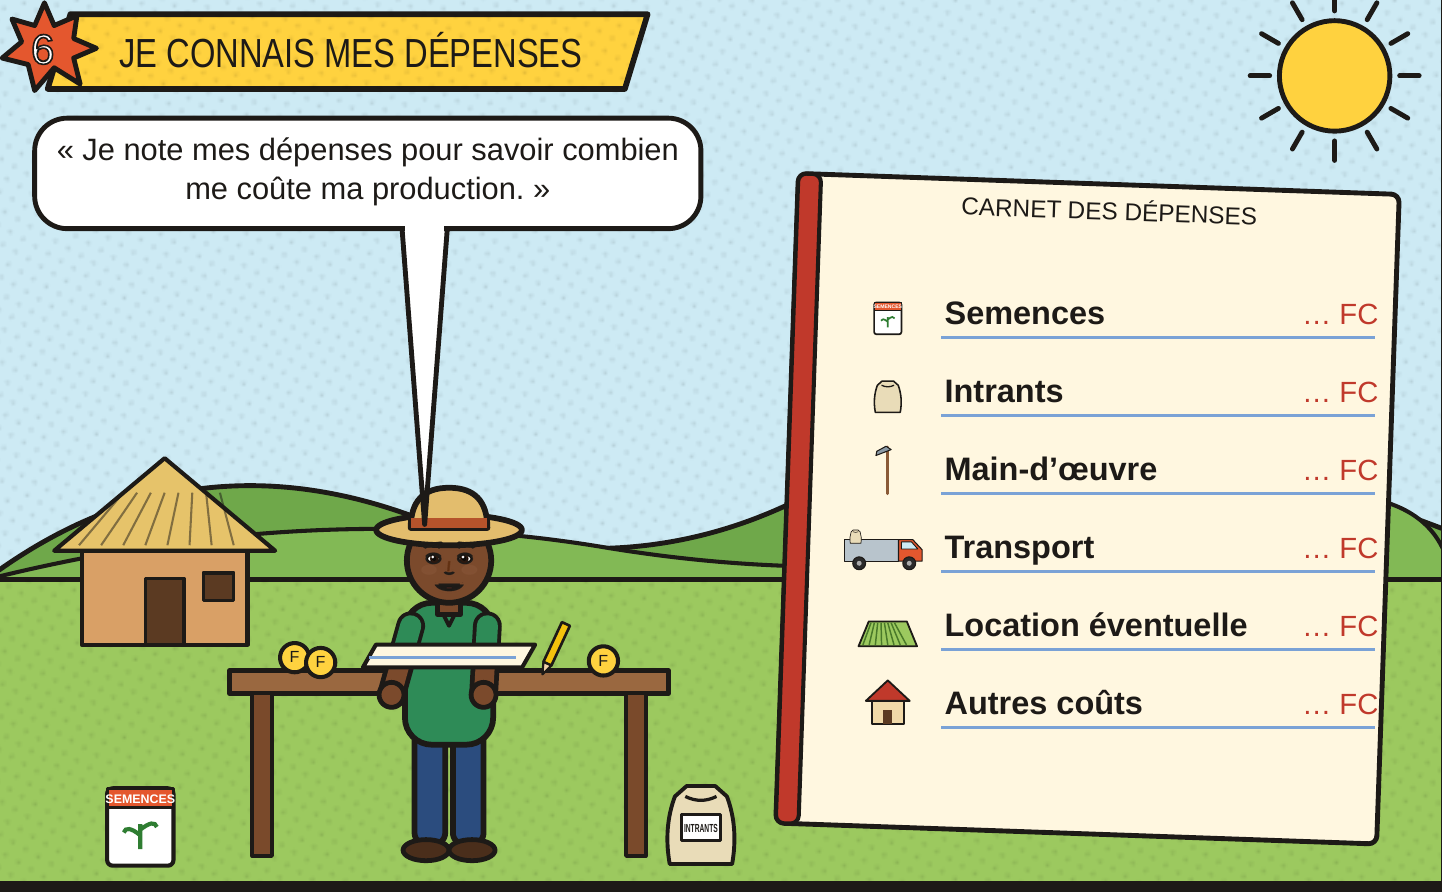 6
JE CONNAIS MES DÉPENSES
« Je note mes dépenses pour savoir combien
me coûte ma production. »
CARNET DES DÉPENSES
SEMENCES
Semences ... FC
Intrants ... FC
Main-d’œuvre ... FC
Transport ... FC
Location éventuelle ... FC
Autres coûts ... FC
F
F
F
SEMENCES
INTRANTS